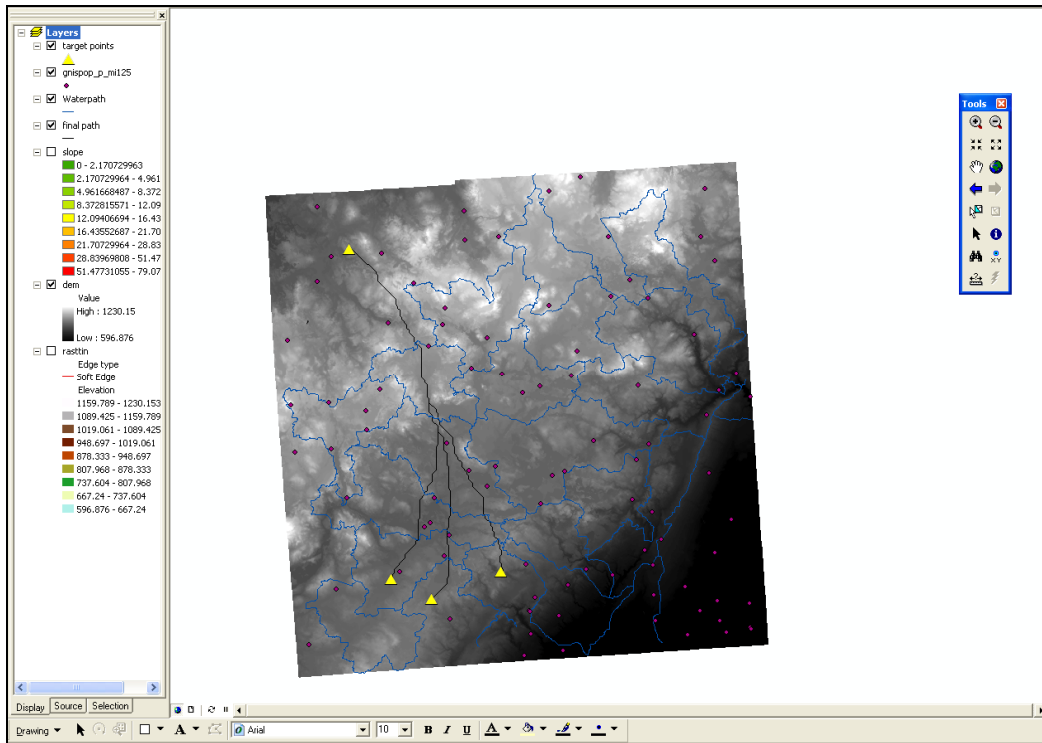 Layers
target points
gnispop_p_mi125
Waterpath
final path
slope
0 - 2.170729963
2.170729964 - 4.961
4.961668487 - 8.372
8.372815571 - 12.09
12.09406694 - 16.43
16.43552687 - 21.70
21.70729964 - 28.83
28.83969808 - 51.47
51.47731055 - 79.07
dem
Value
High : 1230.15
Low : 596.876
rasttin
Edge type
Soft Edge
Elevation
1159.789 - 1230.153
1089.425 - 1159.789
1019.061 - 1089.425
948.697 - 1019.061
878.333 - 948.697
807.968 - 878.333
737.604 - 807.968
667.24 - 737.604
596.876 - 667.24
Display Source Selection
Tools
XY
Drawing A Arial 10 B I U A